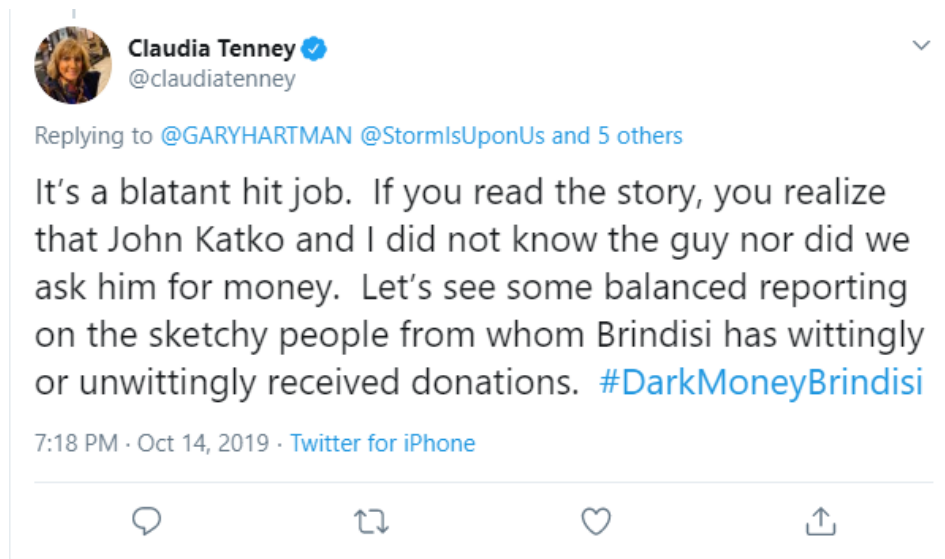 Claudia Tenney
@claudiatenney
Replying to @GARYHARTMAN @StormIsUponUs and 5 others
It's a blatant hit job.  If you read the story, you realize
that John Katko and I did not know the guy nor did we
ask him for money.  Let's see some balanced reporting
on the sketchy people from whom Brindisi has wittingly
or unwittingly received donations.  #DarkMoneyBrindisi
7:18 PM · Oct 14, 2019 · Twitter for iPhone